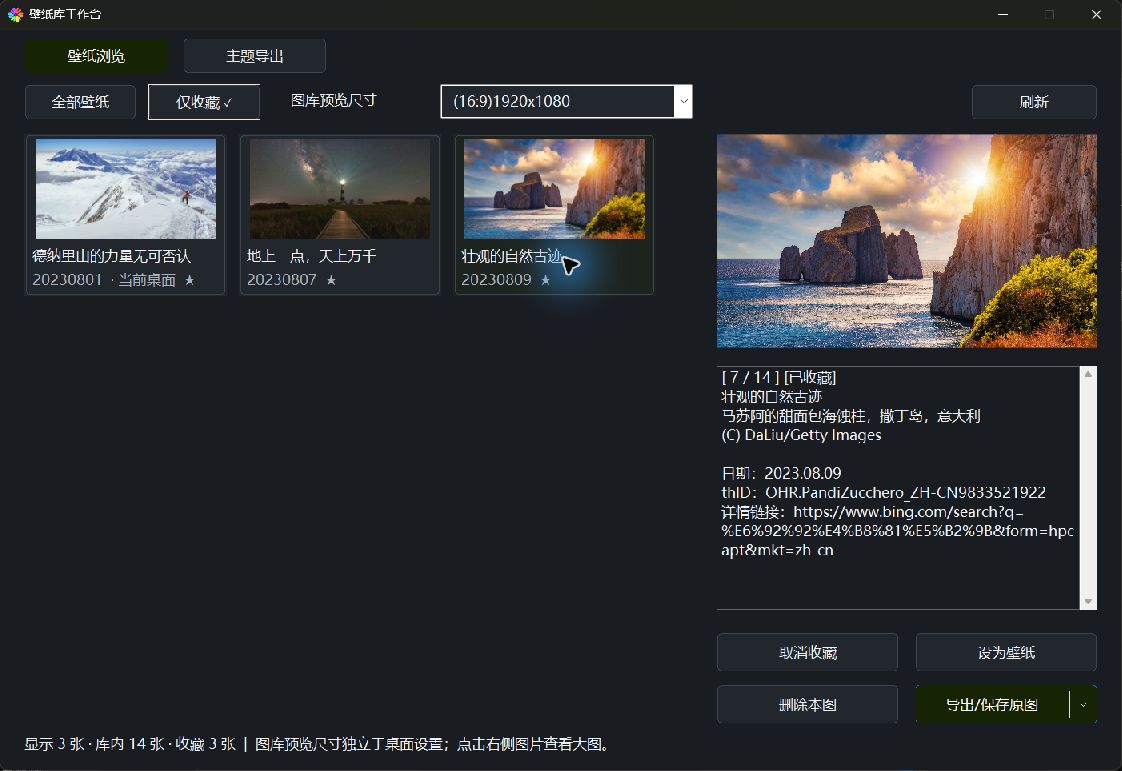 壁纸库工作台
壁纸浏览
主题导出
全部壁纸
仅收藏 ✓
图库预览尺寸
(16:9)1920x1080
刷新
德纳里山的力量无可否认
20230801 · 当前桌面 ★
地上一点，天上万千
20230807 ★
壮观的自然古迹
20230809 ★
[ 7 / 14 ] [已收藏]
壮观的自然古迹
马苏阿的甜面包海蚀柱，撒丁岛，意大利
(C) DaLiu/Getty Images
日期：2023.08.09
thID：OHR.PandiZucchero_ZH-CN9833521922
详情链接：https://www.bing.com/search?q=
%E6%92%92%E4%B8%81%E5%B2%9B&form=hpc
apt&mkt=zh_cn
取消收藏
设为壁纸
删除本图
导出/保存原图
显示 3 张 · 库内 14 张 · 收藏 3 张 | 图库预览尺寸独立于桌面设置；点击右侧图片查看大图。